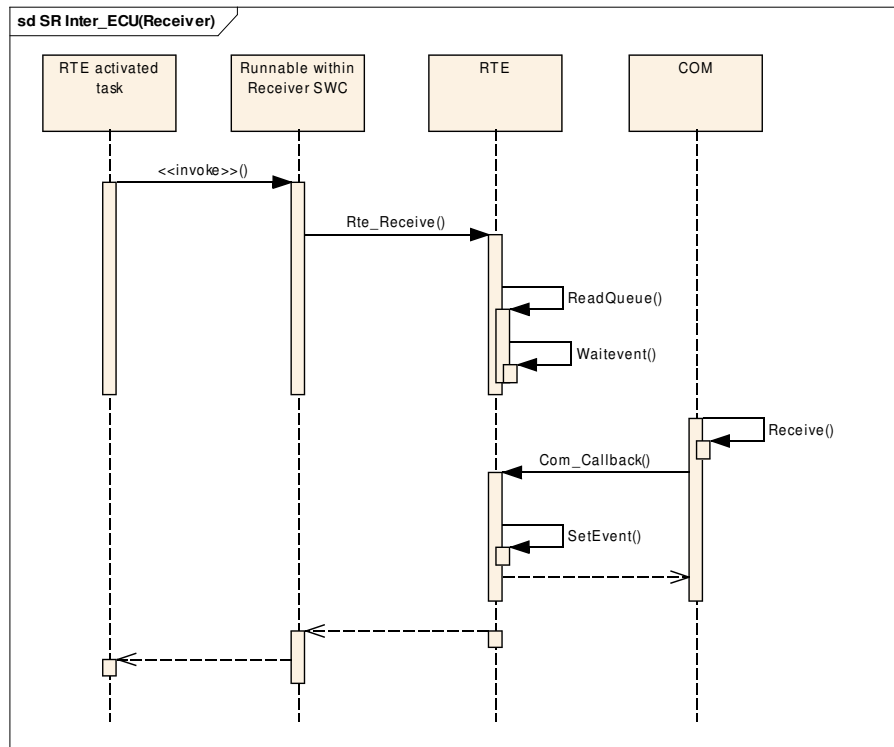 sd SR Inter_ECU(Receiver)
RTE activated
task
Runnable within
Receiver SWC
RTE
COM
<<invoke>>()
Rte_Receive()
ReadQueue()
Waitevent()
Receive()
Com_Callback()
SetEvent()